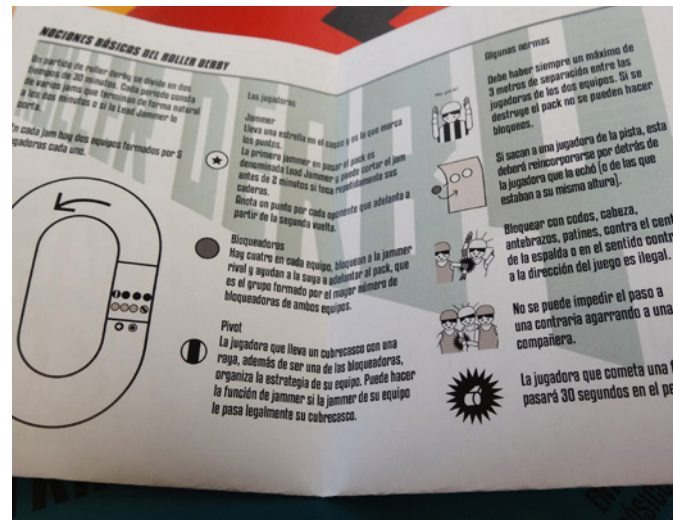 NOCIONES BÁSICAS DEL ROLLER DERBY
Un partido de roller derby se divide en dos
tiempos de 30 minutos. Cada periodo consta
de varios jams que terminan de forma natural
a los dos minutos o si la Lead Jammer lo
corta.
En cada jam hay dos equipos formados por 5
jugadoras cada uno.
Las jugadoras
Jammer
Lleva una estrella en el casco y es la que marca
los puntos.
La primera jammer en pasar el pack es
denominada Lead Jammer y puede cortar el jam
antes de 2 minutos si toca repetidamente sus
caderas.
Anota un punto por cada oponente que adelanta a
partir de la segunda vuelta.
Bloqueadoras
Hay cuatro en cada equipo, bloquean a la jammer
rival y ayudan a la suya a adelantar al pack, que
es el grupo formado por el mayor número de
bloqueadoras de ambos equipos.
Pivot
La jugadora que lleva un cubrecasco con una
raya, además de ser una de las bloqueadoras,
organiza la estrategia de su equipo. Puede hacer
la función de jammer si la jammer de su equipo
le pasa legalmente su cubrecasco.
Algunas normas
Debe haber siempre un máximo de
3 metros de separación entre las
jugadoras de los dos equipos. Si se
destruye el pack no se pueden hacer
bloqueos.
Si sacan a una jugadora de la pista, esta
deberá reincorporarse por detrás de
la jugadora que la echó (o de las que
estaban a su misma altura).
Bloquear con codos, cabeza,
antebrazos, patines, contra el cent
de la espalda o en el sentido contr
a la dirección del juego es ilegal.
No se puede impedir el paso a
una contraria agarrando a una
compañera.
La jugadora que cometa una f
pasará 30 segundos en el pe
ROLLER DERBY